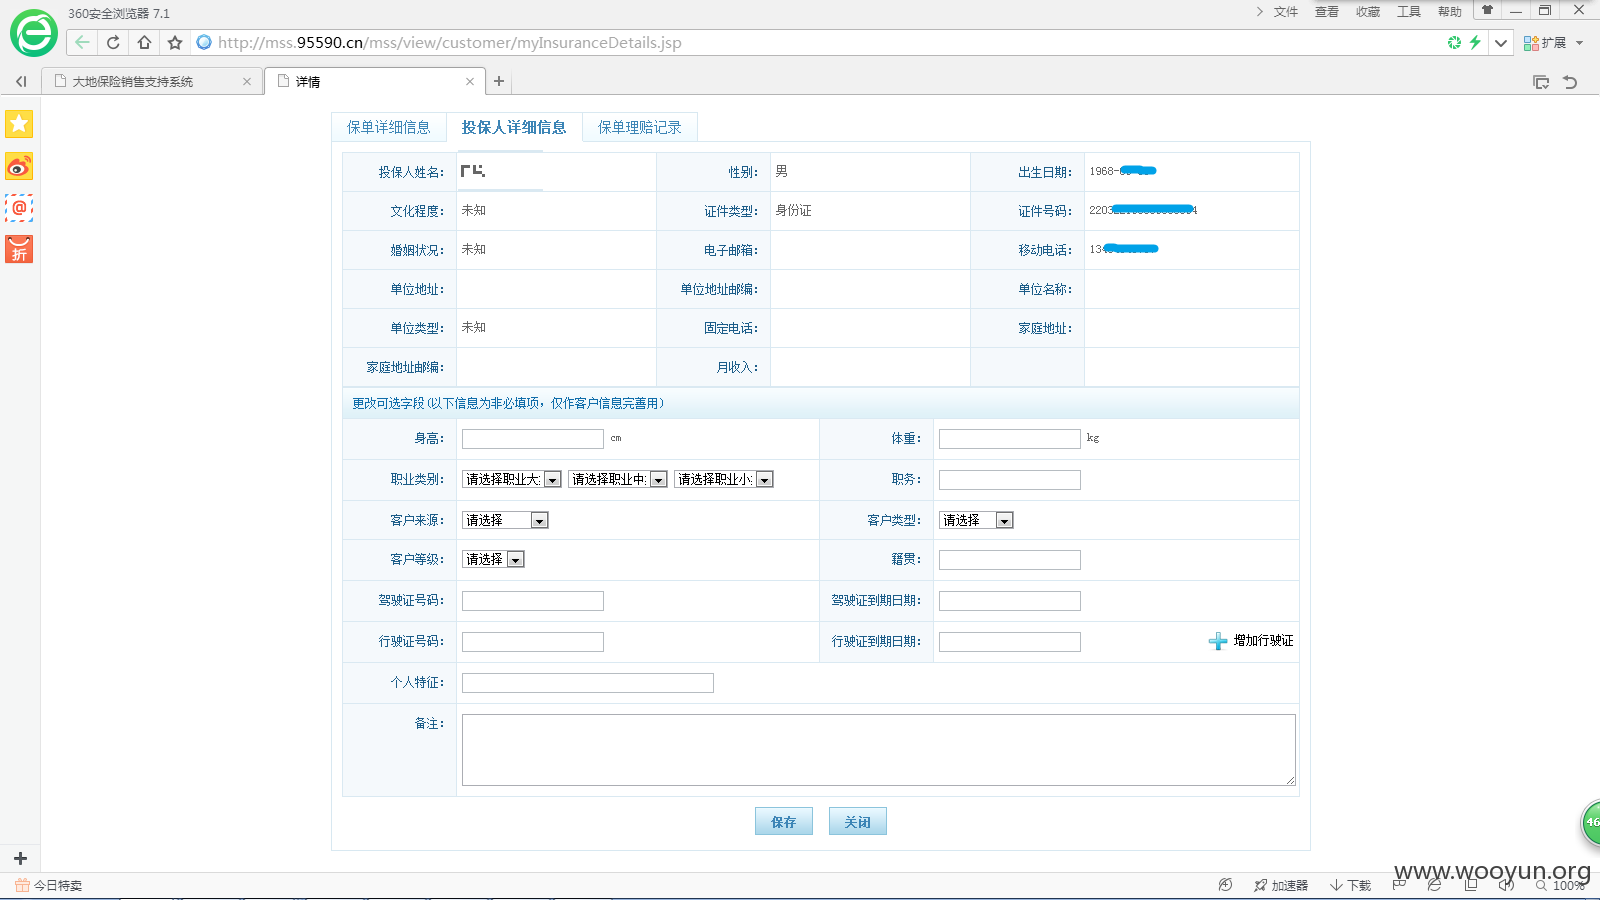 360安全浏览器 7.1
文件 查看 收藏 工具 帮助
http://mss.95590.cn/mss/view/customer/myInsuranceDetails.jsp
扩展
大地保险销售支持系统
详情
保单详细信息 投保人详细信息 保单理赔记录
投保人姓名: 性别: 男 出生日期: 1968-
文化程度: 未知 证件类型: 身份证 证件号码: 2203 4
婚姻状况: 未知 电子邮箱: 移动电话: 13
单位地址: 单位地址邮编: 单位名称:
单位类型: 未知 固定电话: 家庭地址:
家庭地址邮编: 月收入:
更改可选字段(以下信息为非必填项，仅作客户信息完善用)
身高: cm 体重: kg
职业类别: 请选择职业大 请选择职业中 请选择职业小 职务:
客户来源: 请选择 客户类型: 请选择
客户等级: 请选择 籍贯:
驾驶证号码: 驾驶证到期日期:
行驶证号码: 行驶证到期日期: 增加行驶证
个人特征:
备注:
保存 关闭
折
46
www.wooyun.org
今日特卖 加速器 下载 100%